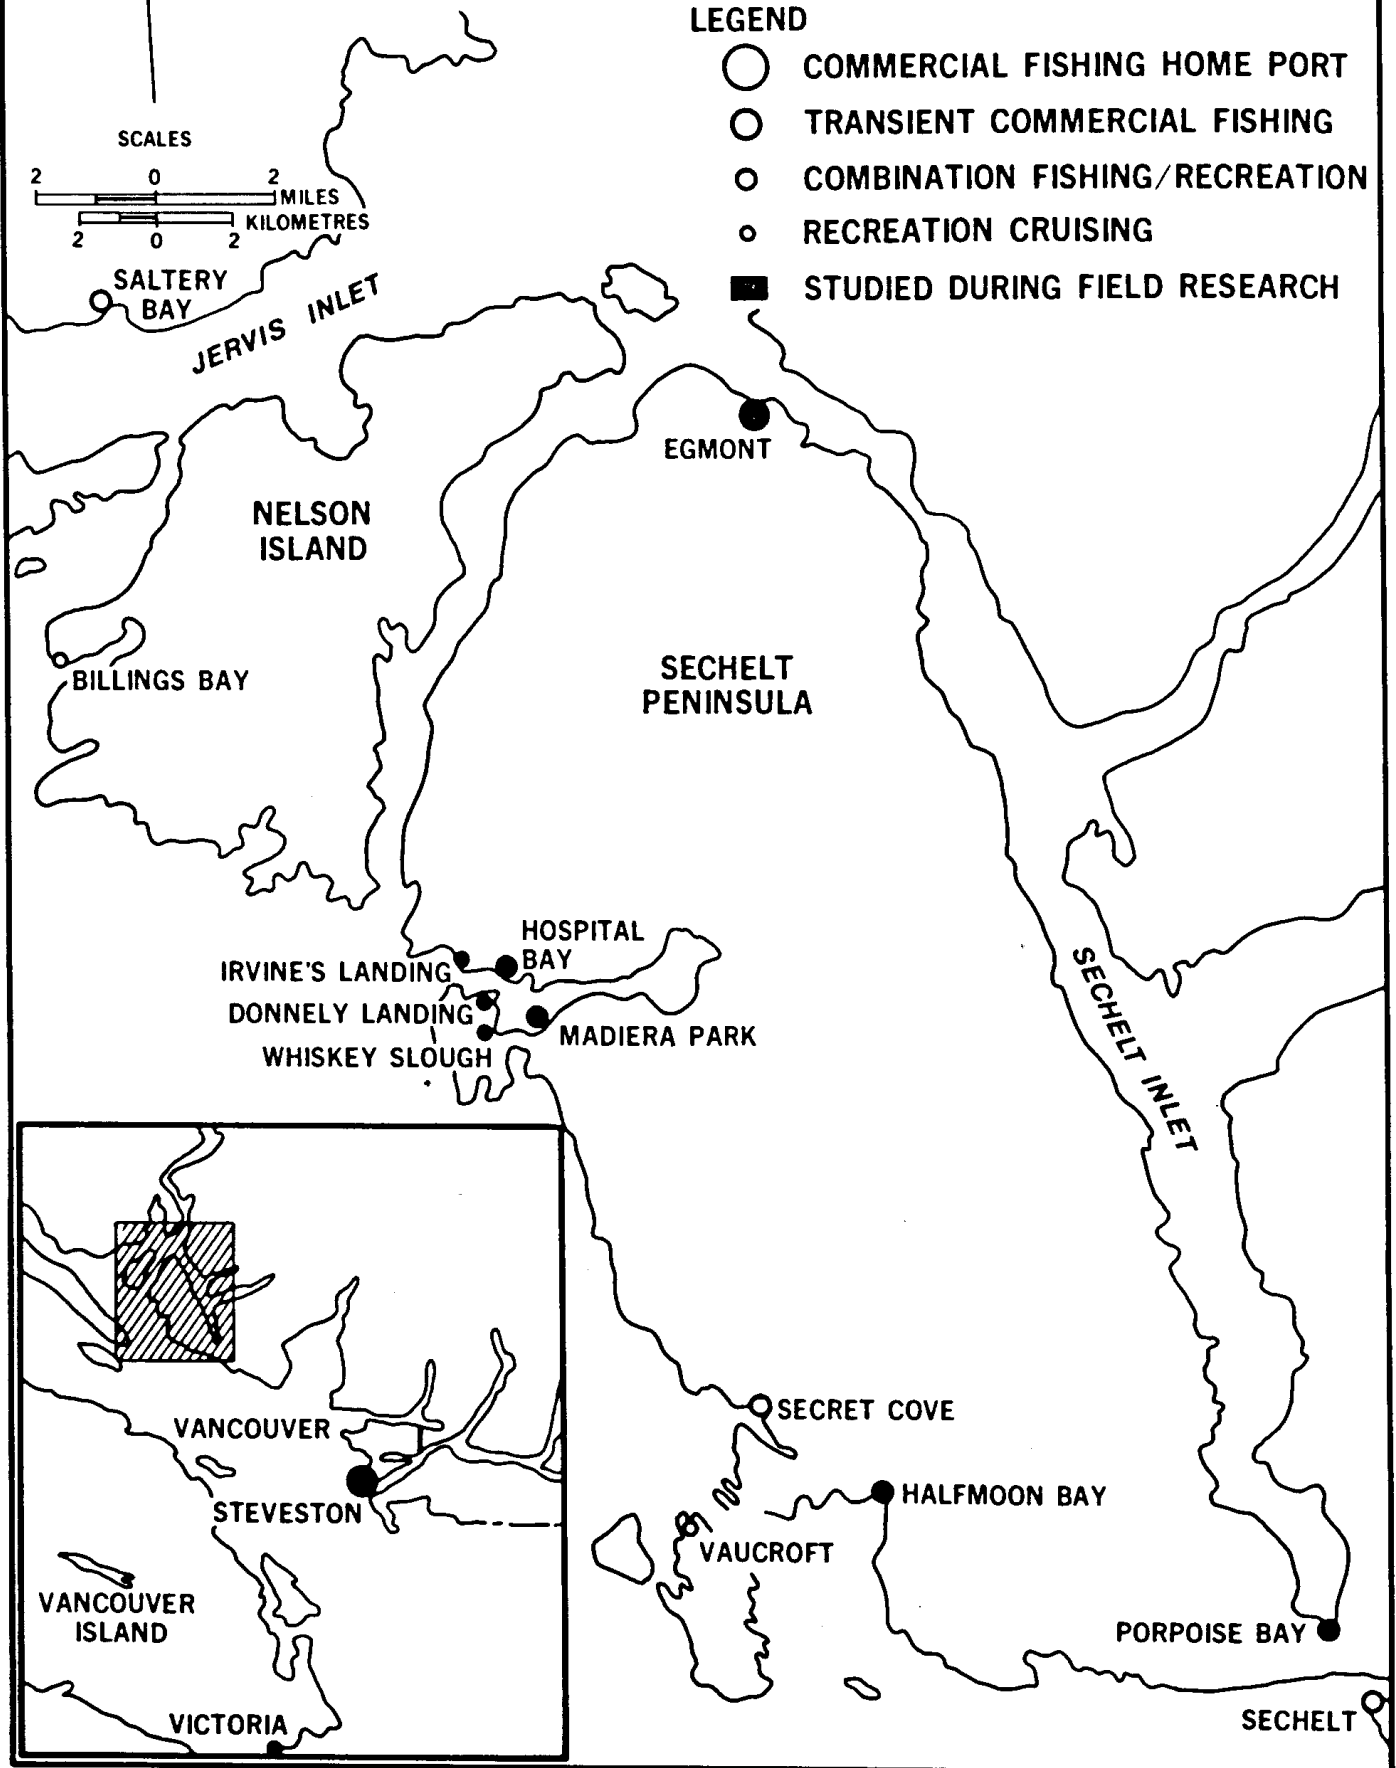 LEGEND
COMMERCIAL FISHING HOME PORT
TRANSIENT COMMERCIAL FISHING
COMBINATION FISHING/RECREATION
RECREATION CRUISING
STUDIED DURING FIELD RESEARCH
SCALES
2 0 2
MILES
KILOMETRES
2 0 2
SALTERY
BAY
JERVIS INLET
EGMONT
NELSON
ISLAND
BILLINGS BAY
SECHELT
PENINSULA
HOSPITAL
BAY
IRVINE'S LANDING
DONNELY LANDING
MADIERA PARK
WHISKEY SLOUGH
SECHELT INLET
SECRET COVE
HALFMOON BAY
VAUCROFT
PORPOISE BAY
SECHELT
VANCOUVER
STEVESTON
VANCOUVER
ISLAND
VICTORIA